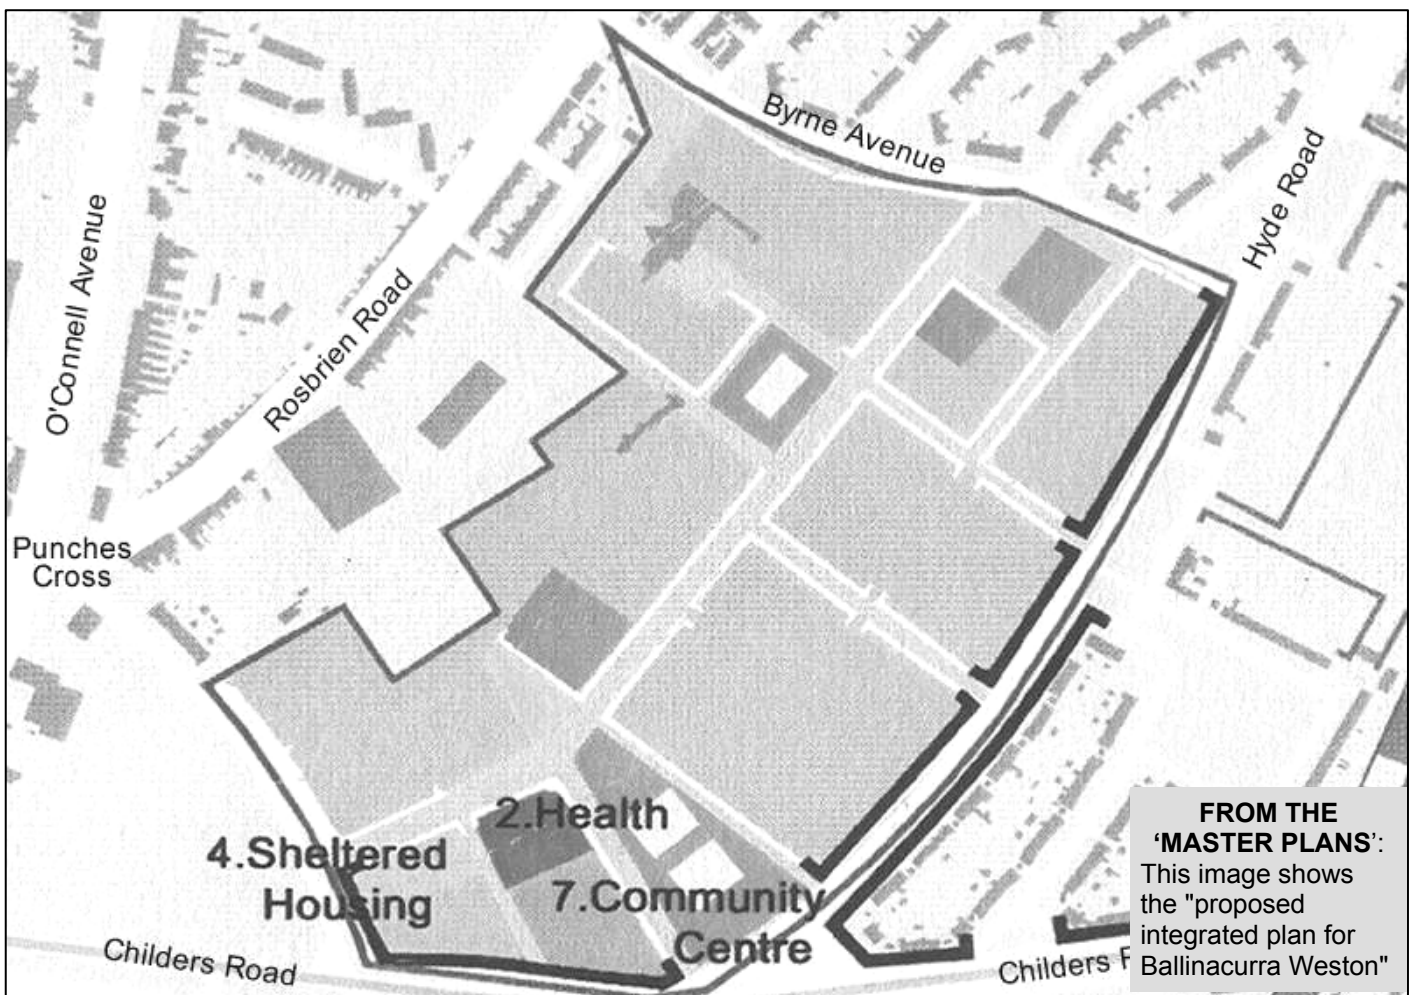 Byrne Avenue
Hyde Road
O'Connell Avenue
Rosbrien Road
Punches
Cross
2.Health
4.Sheltered
Housing
7.Community
Centre
Childers Road
Childers
FROM THE
‘MASTER PLANS’:
This image shows
the "proposed
integrated plan for
Ballinacurra Weston"